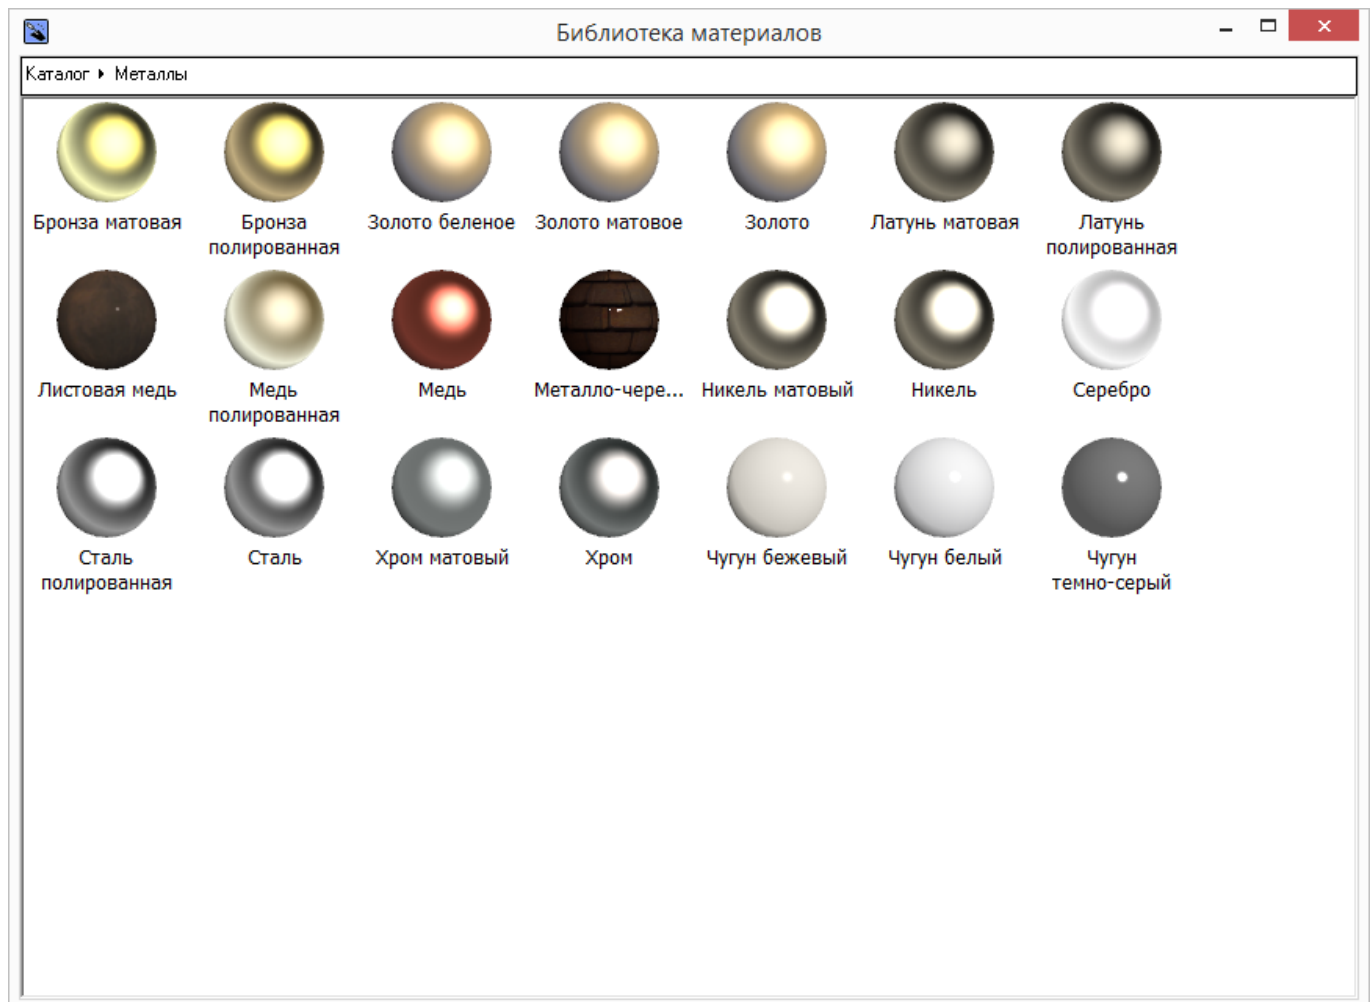 Библиотека материалов
Каталог ▸ Металлы
Бронза матовая
Бронза
полированная
Золото беленое
Золото матовое
Золото
Латунь матовая
Латунь
полированная
Листовая медь
Медь
полированная
Медь
Металло-чере...
Никель матовый
Никель
Серебро
Сталь
полированная
Сталь
Хром матовый
Хром
Чугун бежевый
Чугун белый
Чугун
темно-серый